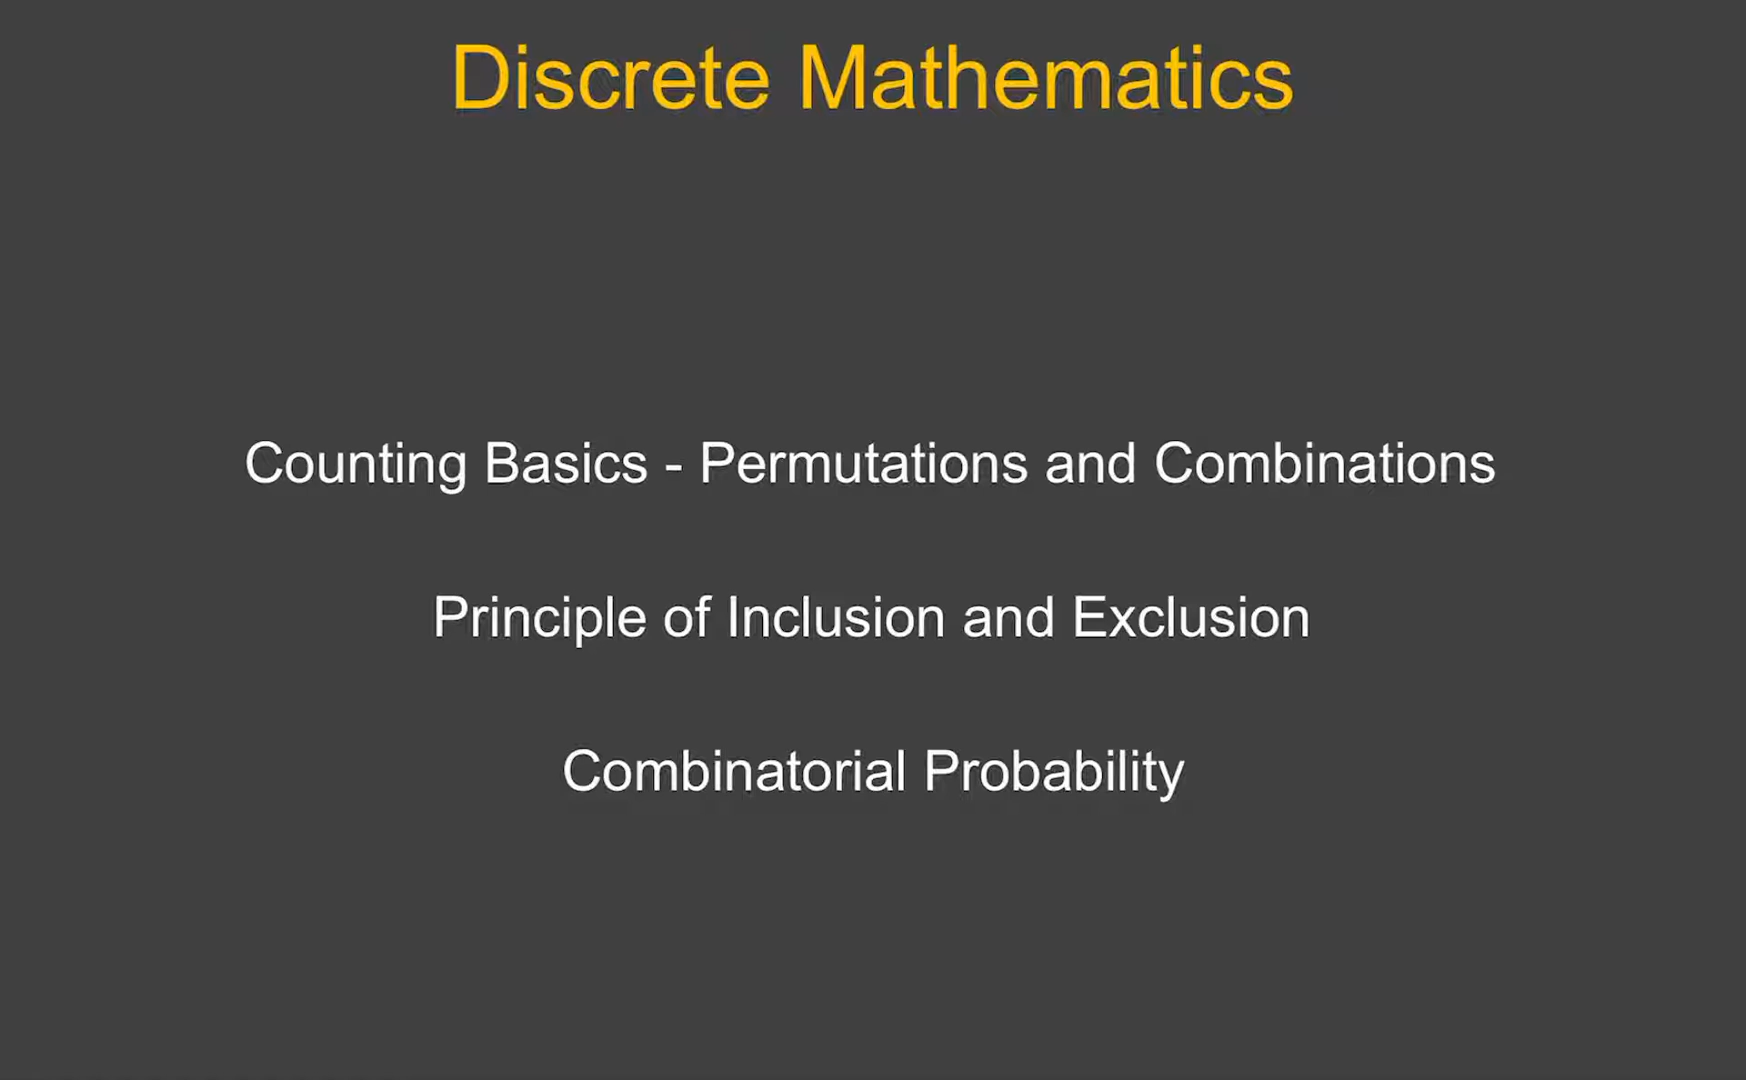 Discrete Mathematics
Counting Basics - Permutations and Combinations
Principle of Inclusion and Exclusion
Combinatorial Probability